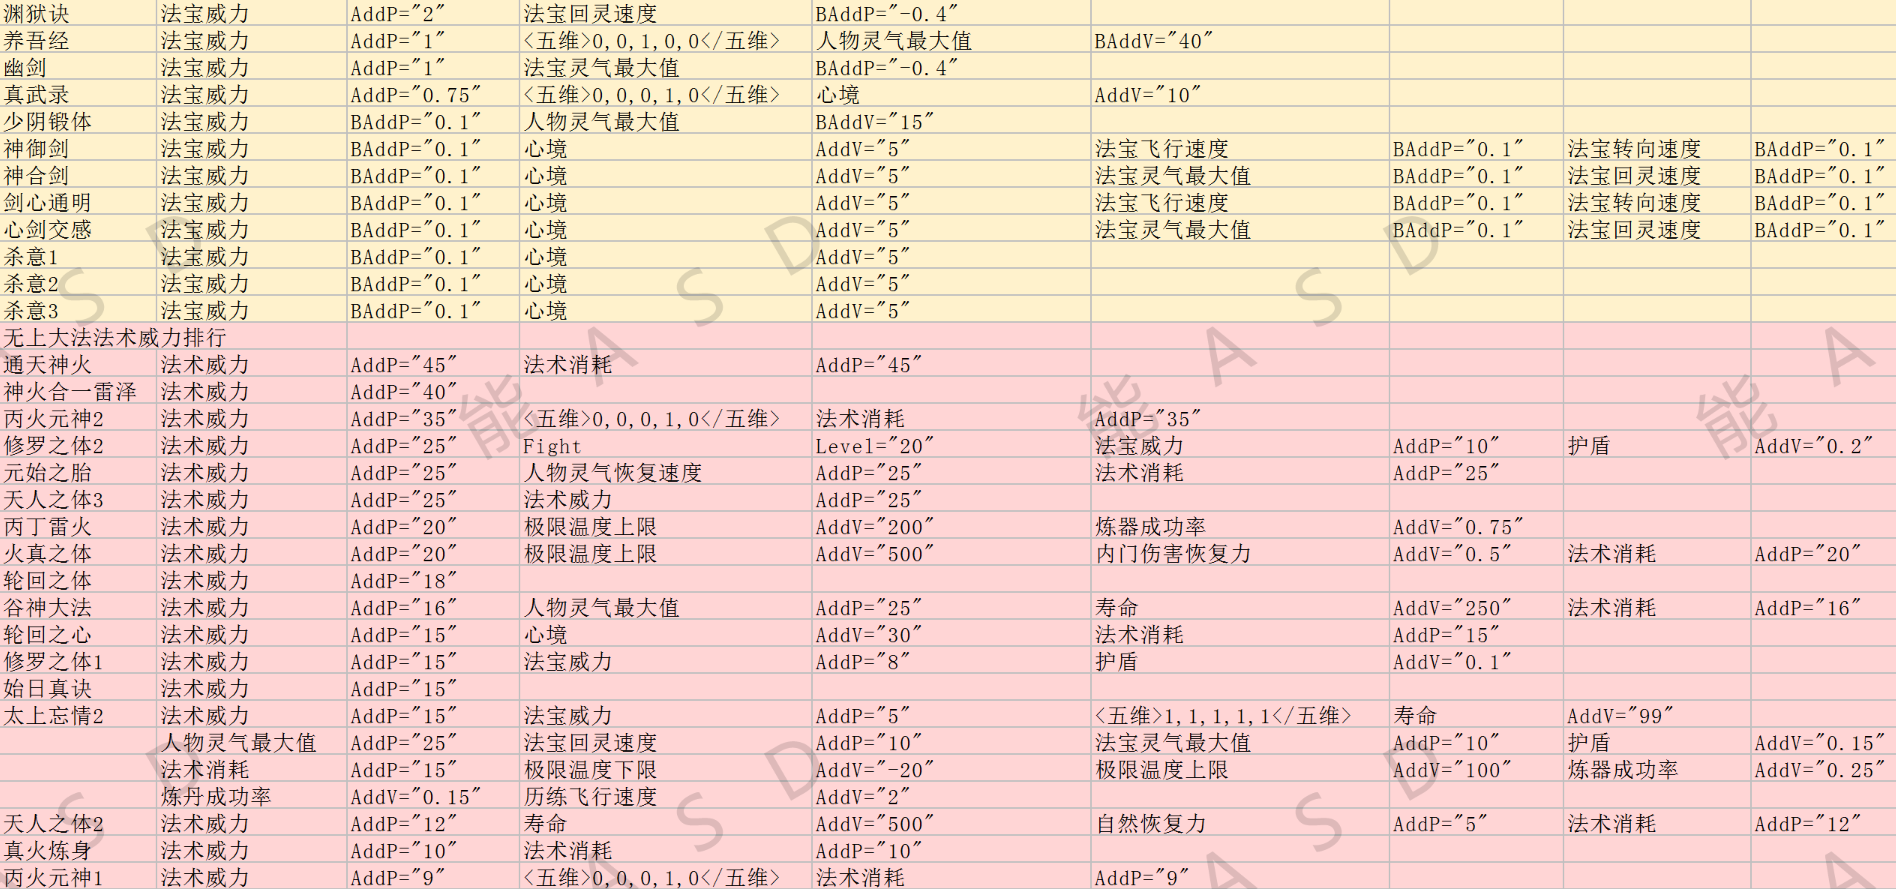 渊狱诀 法宝威力 AddP="2" 法宝回灵速度 BAddP="-0.4"
养吾经 法宝威力 AddP="1" <五维>0,0,1,0,0</五维> 人物灵气最大值 BAddV="40"
幽剑 法宝威力 AddP="1" 法宝灵气最大值 BAddP="-0.4"
真武录 法宝威力 AddP="0.75" <五维>0,0,0,1,0</五维> 心境 AddV="10"
少阴锻体 法宝威力 BAddP="0.1" 人物灵气最大值 BAddV="15"
神御剑 法宝威力 BAddP="0.1" 心境 AddV="5" 法宝飞行速度 BAddP="0.1" 法宝转向速度 BAddP="0.1"
神合剑 法宝威力 BAddP="0.1" 心境 AddV="5" 法宝灵气最大值 BAddP="0.1" 法宝回灵速度 BAddP="0.1"
剑心通明 法宝威力 BAddP="0.1" 心境 AddV="5" 法宝飞行速度 BAddP="0.1" 法宝转向速度 BAddP="0.1"
心剑交感 法宝威力 BAddP="0.1" 心境 AddV="5" 法宝灵气最大值 BAddP="0.1" 法宝回灵速度 BAddP="0.1"
杀意1 法宝威力 BAddP="0.1" 心境 AddV="5"
杀意2 法宝威力 BAddP="0.1" 心境 AddV="5"
杀意3 法宝威力 BAddP="0.1" 心境 AddV="5"
无上大法法术威力排行
通天神火 法术威力 AddP="45" 法术消耗 AddP="45"
神火合一雷泽 法术威力 AddP="40"
丙火元神2 法术威力 AddP="35" <五维>0,0,0,1,0</五维> 法术消耗 AddP="35"
修罗之体2 法术威力 AddP="25" Fight Level="20" 法宝威力 AddP="10" 护盾 AddV="0.2"
元始之胎 法术威力 AddP="25" 人物灵气恢复速度 AddP="25" 法术消耗 AddP="25"
天人之体3 法术威力 AddP="25" 法术威力 AddP="25"
丙丁雷火 法术威力 AddP="20" 极限温度上限 AddV="200" 炼器成功率 AddV="0.75"
火真之体 法术威力 AddP="20" 极限温度上限 AddV="500" 内门伤害恢复力 AddV="0.5" 法术消耗 AddP="20"
轮回之体 法术威力 AddP="18"
谷神大法 法术威力 AddP="16" 人物灵气最大值 AddP="25" 寿命 AddV="250" 法术消耗 AddP="16"
轮回之心 法术威力 AddP="15" 心境 AddV="30" 法术消耗 AddP="15"
修罗之体1 法术威力 AddP="15" 法宝威力 AddP="8" 护盾 AddV="0.1"
始日真诀 法术威力 AddP="15"
太上忘情2 法术威力 AddP="15" 法宝威力 AddP="5" <五维>1,1,1,1,1</五维> 寿命 AddV="99"
人物灵气最大值 AddP="25" 法宝回灵速度 AddP="10" 法宝灵气最大值 AddP="10" 护盾 AddV="0.15"
法术消耗 AddP="15" 极限温度下限 AddV="-20" 极限温度上限 AddV="100" 炼器成功率 AddV="0.25"
炼丹成功率 AddV="0.15" 历练飞行速度 AddV="2"
天人之体2 法术威力 AddP="12" 寿命 AddV="500" 自然恢复力 AddP="5" 法术消耗 AddP="12"
真火炼身 法术威力 AddP="10" 法术消耗 AddP="10"
丙火元神1 法术威力 AddP="9" <五维>0,0,0,1,0</五维> 法术消耗 AddP="9"
能ASD
能ASD
能A